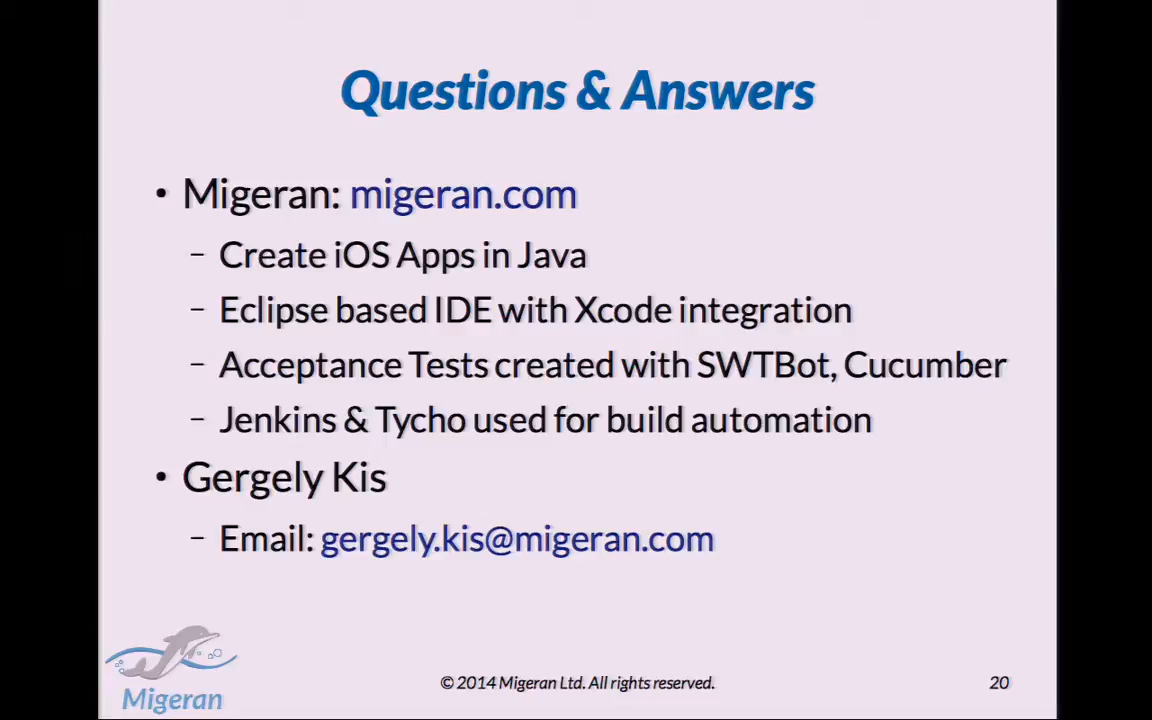 Questions & Answers
• Migeran: migeran.com
– Create iOS Apps in Java
– Eclipse based IDE with Xcode integration
– Acceptance Tests created with SWTBot, Cucumber
– Jenkins & Tycho used for build automation
• Gergely Kis
– Email: gergely.kis@migeran.com
Migeran
© 2014 Migeran Ltd. All rights reserved.
20